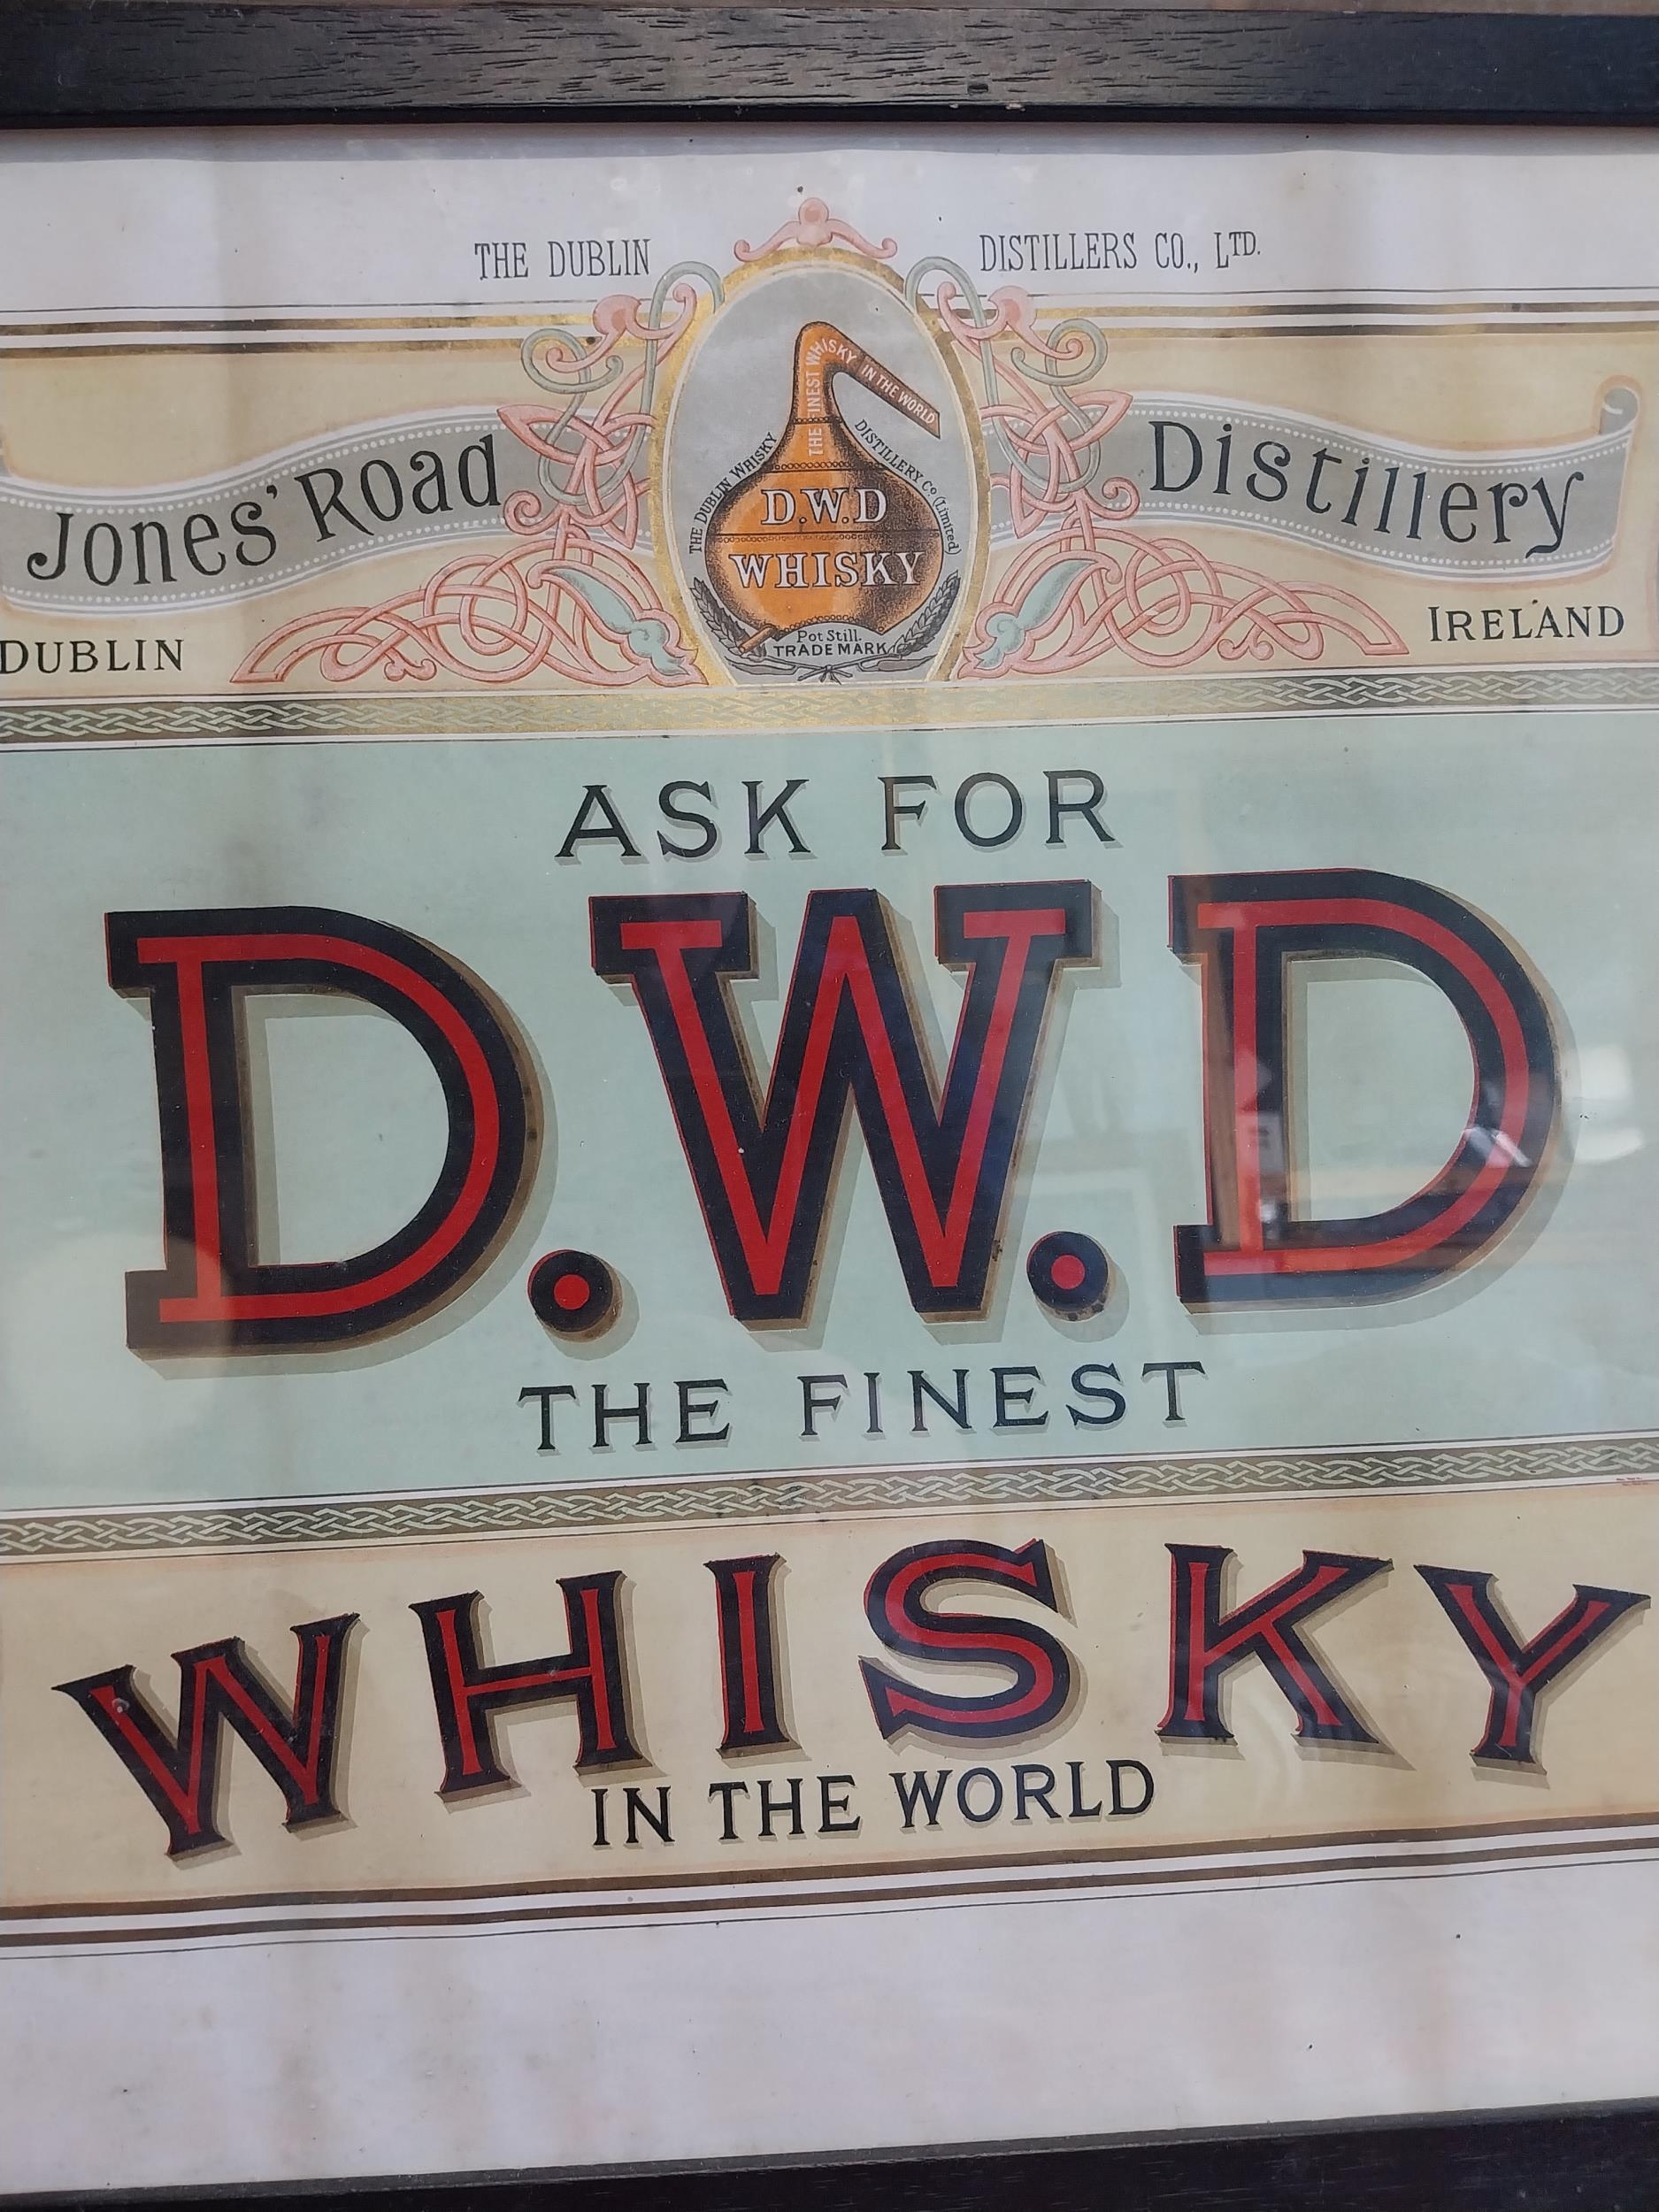 THE DUBLIN DISTILLERS CO., LTD.
Jones' Road Distillery
DUBLIN IRELAND
THE FINEST WHISKY IN THE WORLD
THE DUBLIN WHISKY DISTILLERY Co (Limited)
D.W.D
WHISKY
Pot Still.
TRADE MARK
ASK FOR
D.W.D
THE FINEST
WHISKY
IN THE WORLD